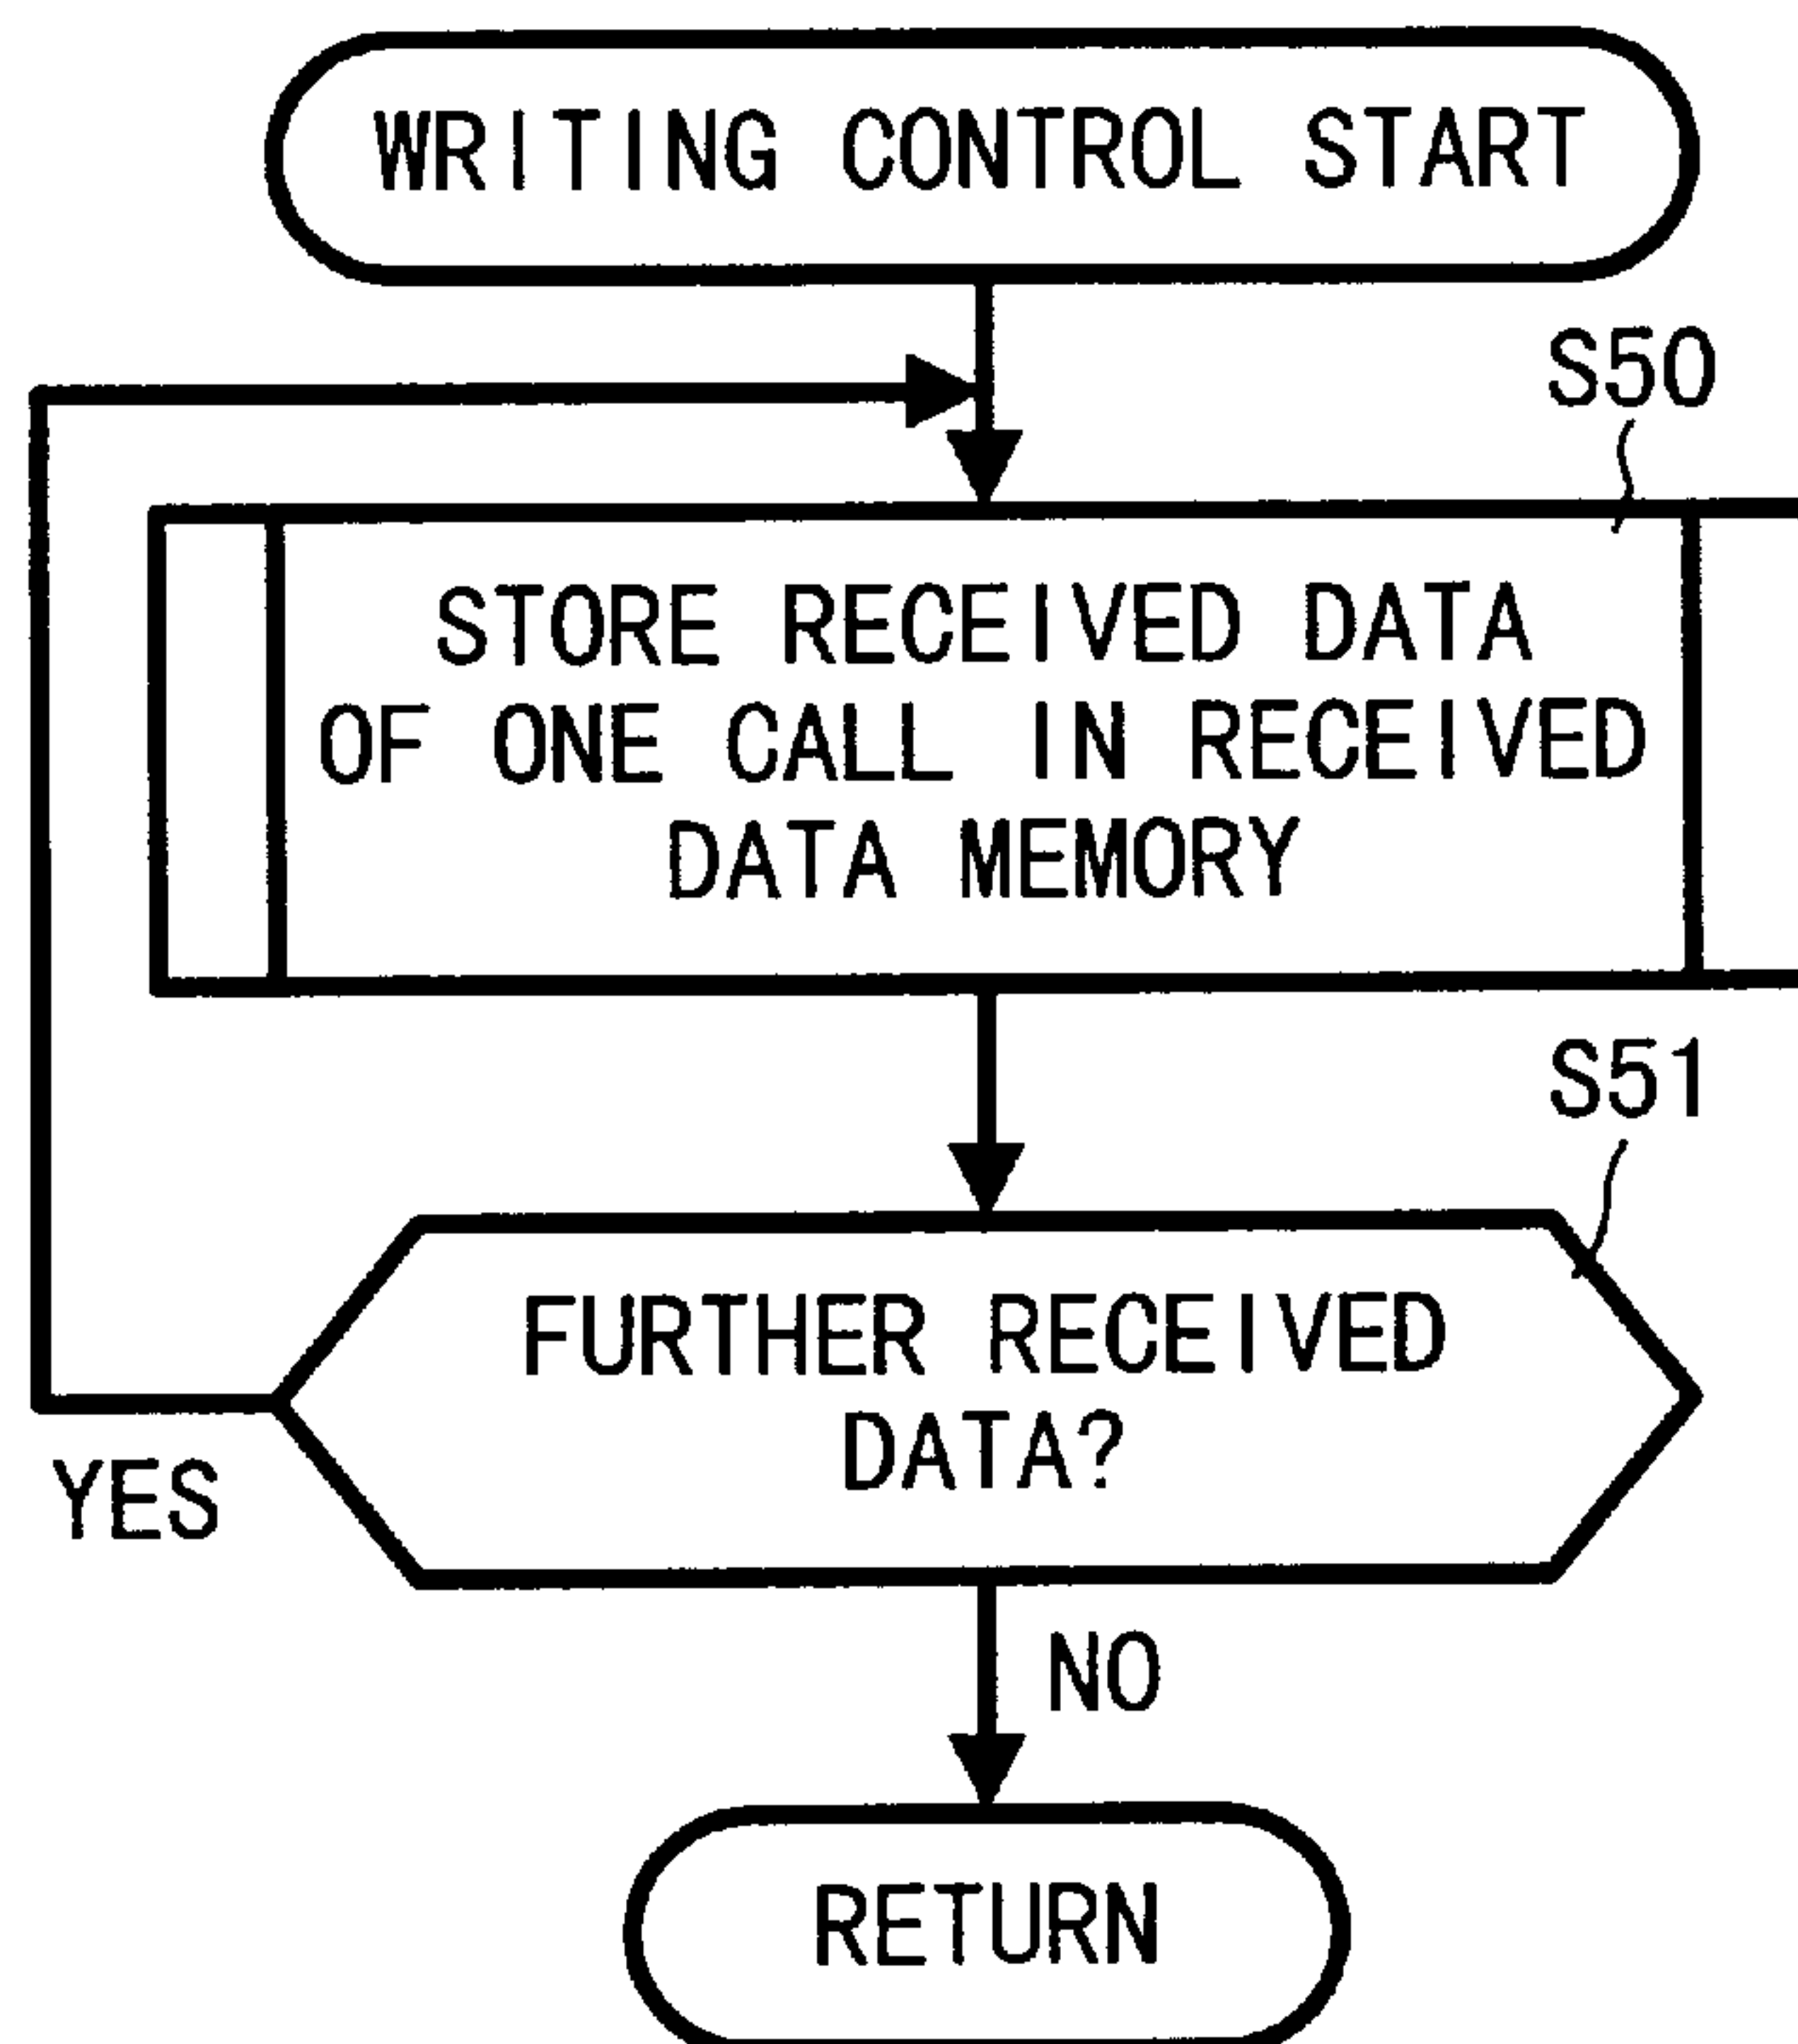 WRITING CONTROL START
S50
STORE RECEIVED DATA
OF ONE CALL IN RECEIVED
DATA MEMORY
S51
FURTHER RECEIVED
DATA?
YES
NO
RETURN